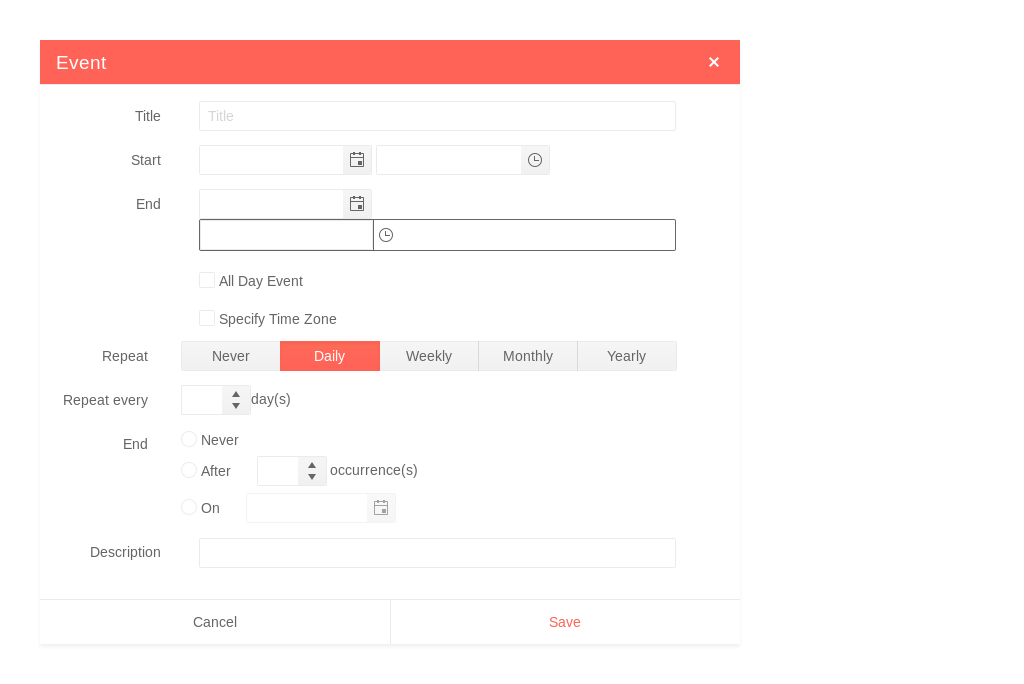 Event
Title Title
Start
End
All Day Event
Specify Time Zone
Repeat Never Daily Weekly Monthly Yearly
Repeat every day(s)
End Never
After occurrence(s)
On
Description
Cancel Save